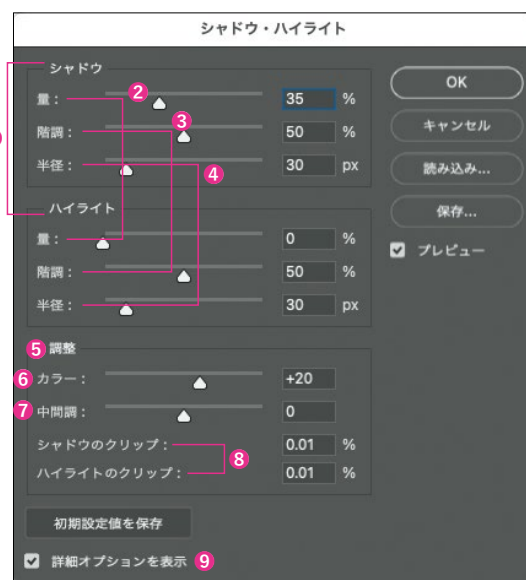 シャドウ・ハイライト
シャドウ
量： ② 35 %
階調： ③ 50 %
半径： ④ 30 px
ハイライト
量： 0 %
階調： 50 %
半径： 30 px
⑤ 調整
⑥ カラー： +20
⑦ 中間調： 0
シャドウのクリップ： 0.01 %
⑧
ハイライトのクリップ： 0.01 %
初期設定値を保存
詳細オプションを表示 ⑨
OK
キャンセル
読み込み...
保存...
プレビュー